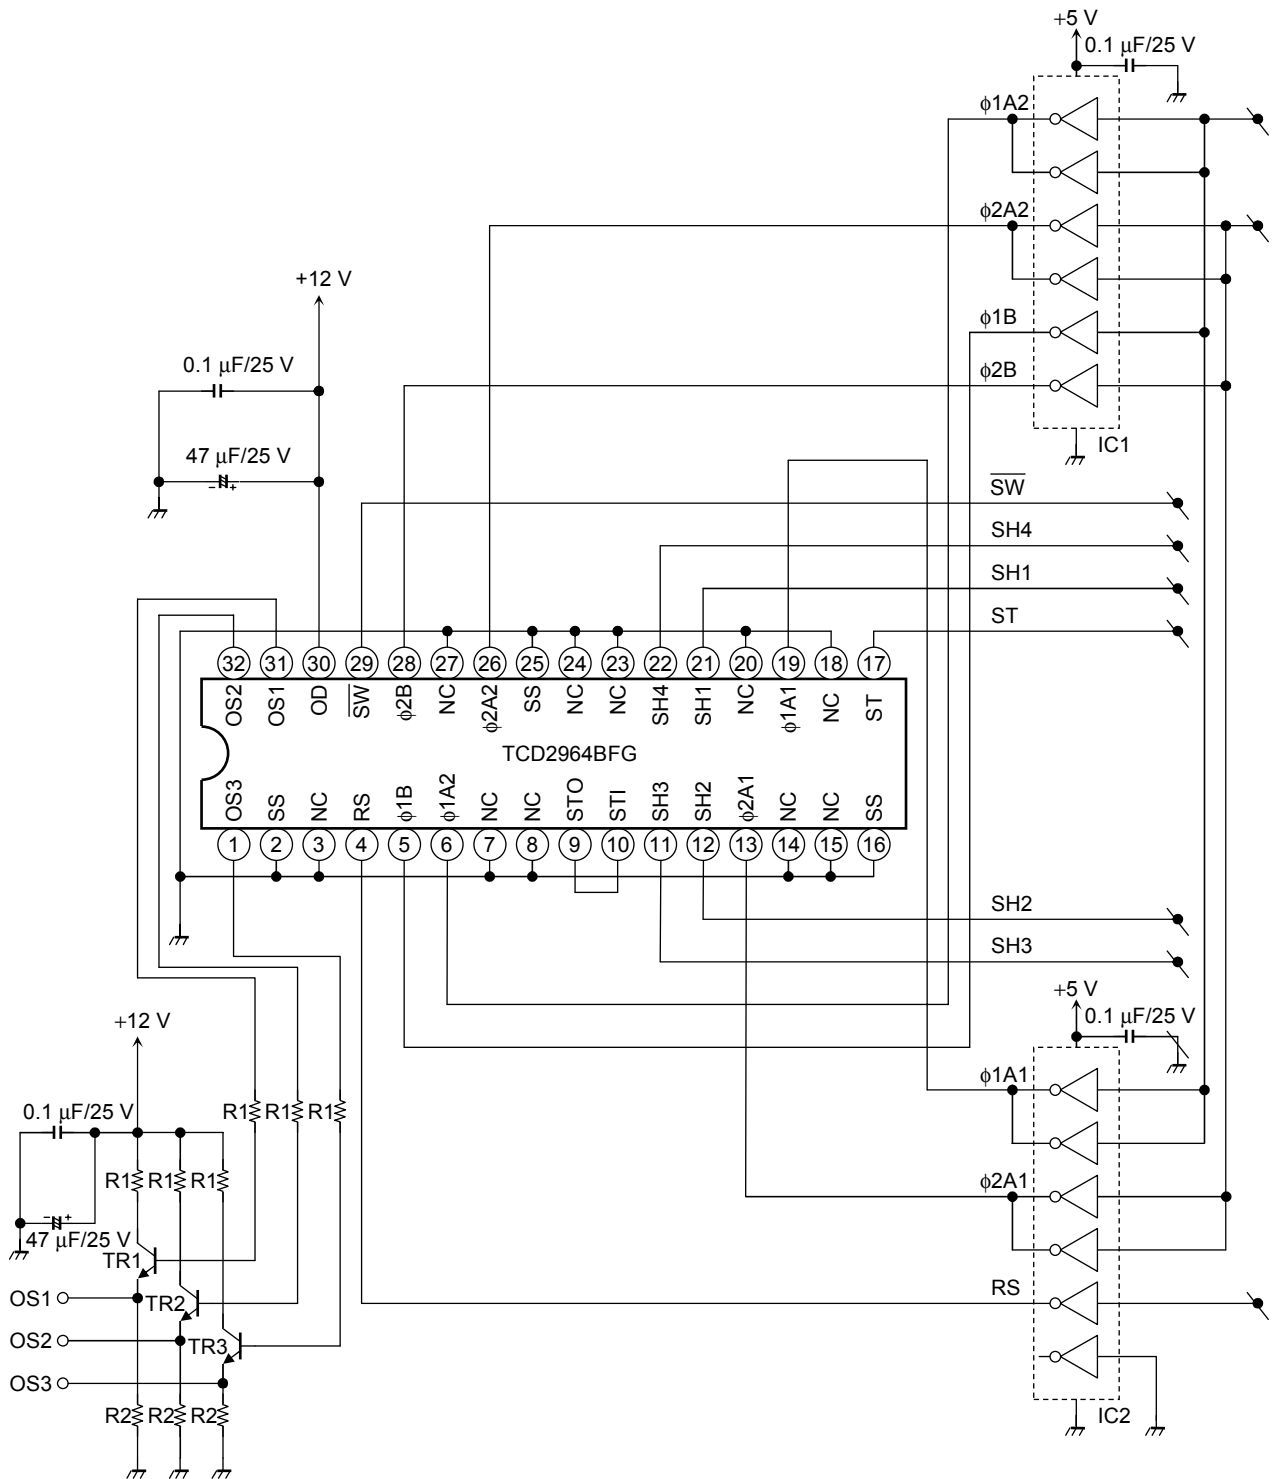 +5 V
0.1 μF/25 V
ϕ1A2
ϕ2A2
+12 V
ϕ1B
0.1 μF/25 V
ϕ2B
IC1
47 μF/25 V
- +
SW
SH4
SH1
ST
32 31 30 29 28 27 26 25 24 23 22 21 20 19 18 17
OS2 OS1 OD SW ϕ2B NC ϕ2A2 SS NC NC SH4 SH1 NC ϕ1A1 NC ST
TCD2964BFG
OS3 SS NC RS ϕ1B ϕ1A2 NC NC STO STI SH3 SH2 ϕ2A1 NC NC SS
1 2 3 4 5 6 7 8 9 10 11 12 13 14 15 16
SH2
SH3
+5 V
0.1 μF/25 V
+12 V
ϕ1A1
0.1 μF/25 V
R1 R1 R1
R1 R1 R1
ϕ2A1
- +
47 μF/25 V
TR1
OS1
TR2
RS
OS2
TR3
OS3
R2 R2 R2
IC2